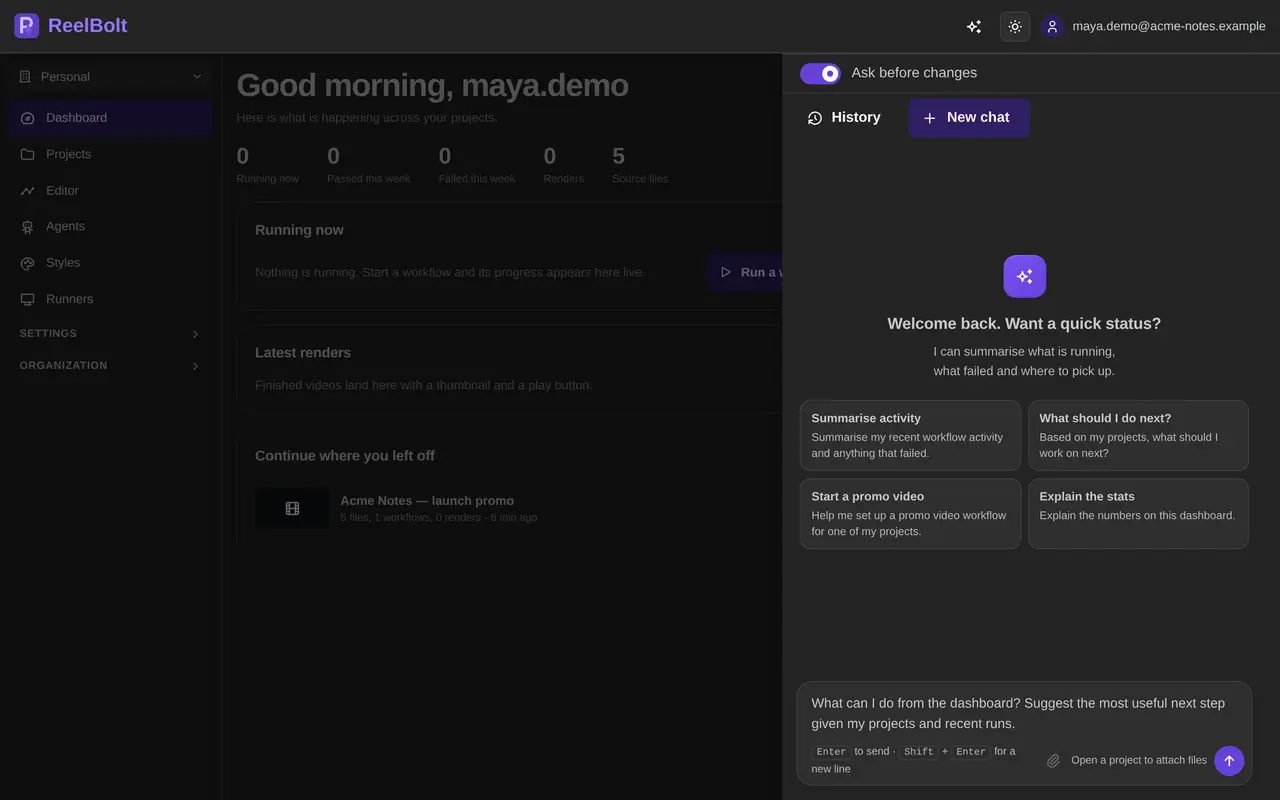 ReelBolt
maya.demo@acme-notes.example
Personal
Dashboard
Projects
Editor
Agents
Styles
Runners
SETTINGS
ORGANIZATION
Good morning, maya.demo
Here is what is happening across your projects.
0 0 0 0 5
Running now Passed this week Failed this week Renders Source files
Running now
Nothing is running. Start a workflow and its progress appears here live.
Run a w
Latest renders
Finished videos land here with a thumbnail and a play button.
Continue where you left off
Acme Notes — launch promo
5 files, 1 workflows, 0 renders - 6 min ago
Ask before changes
History
New chat
Welcome back. Want a quick status?
I can summarise what is running,
what failed and where to pick up.
Summarise activity
Summarise my recent workflow activity
and anything that failed.
What should I do next?
Based on my projects, what should I
work on next?
Start a promo video
Help me set up a promo video workflow
for one of my projects.
Explain the stats
Explain the numbers on this dashboard.
What can I do from the dashboard? Suggest the most useful next step
given my projects and recent runs.
Enter to send · Shift + Enter for a
new line
Open a project to attach files